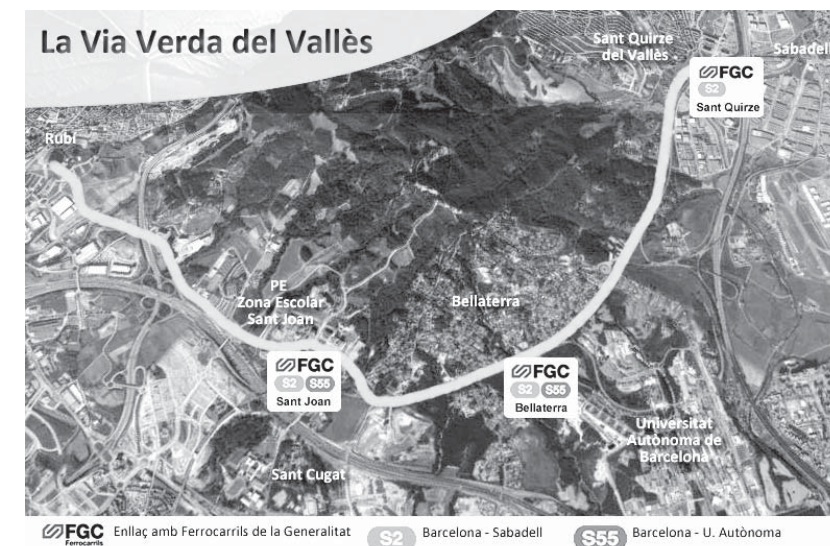 La Via Verda del Vallès
Sant Quirze
del Vallès
Sabadell
FGC
S2
Sant Quirze
Rubí
PE
Zona Escolar
Sant Joan
Bellaterra
FGC
S2 S55
Sant Joan
FGC
S2 S55
Bellaterra
Universitat
Autònoma de
Barcelona
Sant Cugat
FGC
Ferrocarrils
Enllaç amb Ferrocarrils de la Generalitat
S2
Barcelona - Sabadell
S55
Barcelona - U. Autònoma